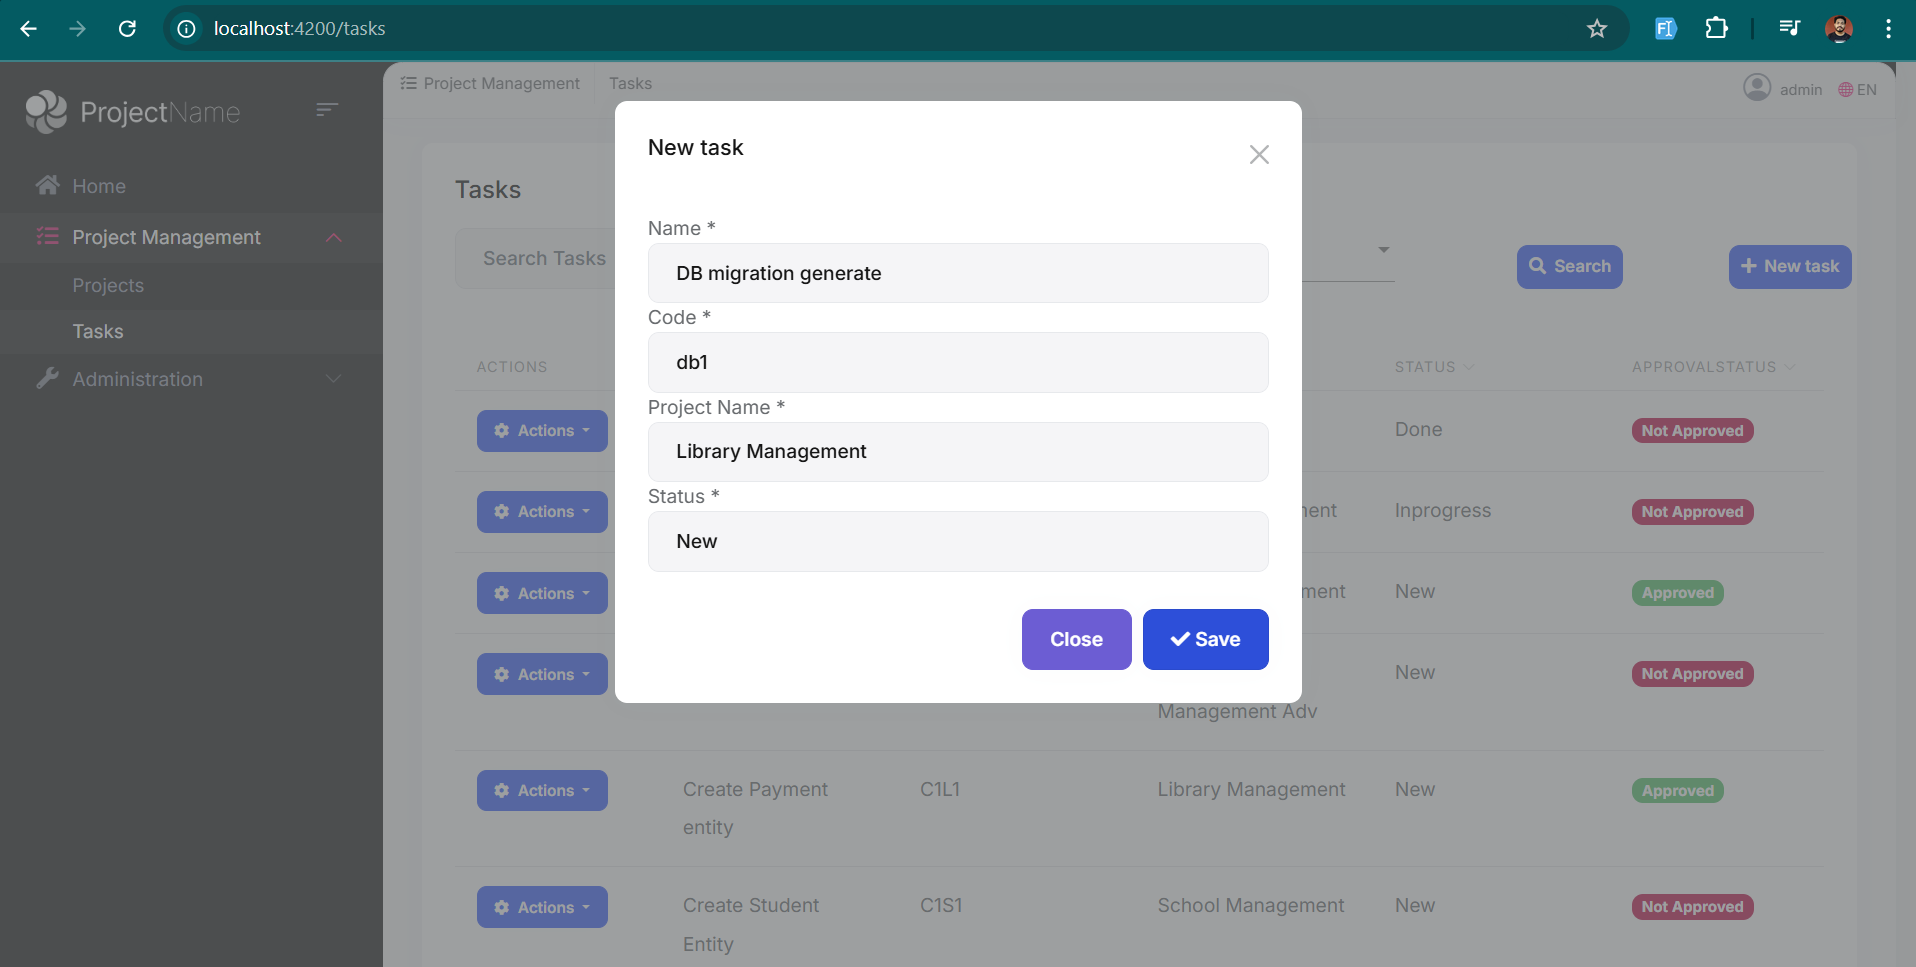 localhost:4200/tasks
ProjectName
Home
Project Management
Projects
Tasks
Administration
Project Management
Tasks
admin
EN
Tasks
Search Tasks
Search
New task
ACTIONS
STATUS
APPROVALSTATUS
Actions
Done
Not Approved
Actions
Inprogress
Not Approved
Actions
New
Approved
Actions
Management Adv
New
Not Approved
Actions
Create Payment
entity
C1L1
Library Management
New
Approved
Actions
Create Student
Entity
C1S1
School Management
New
Not Approved
New task
Name *
DB migration generate
Code *
db1
Project Name *
Library Management
Status *
New
Close
Save